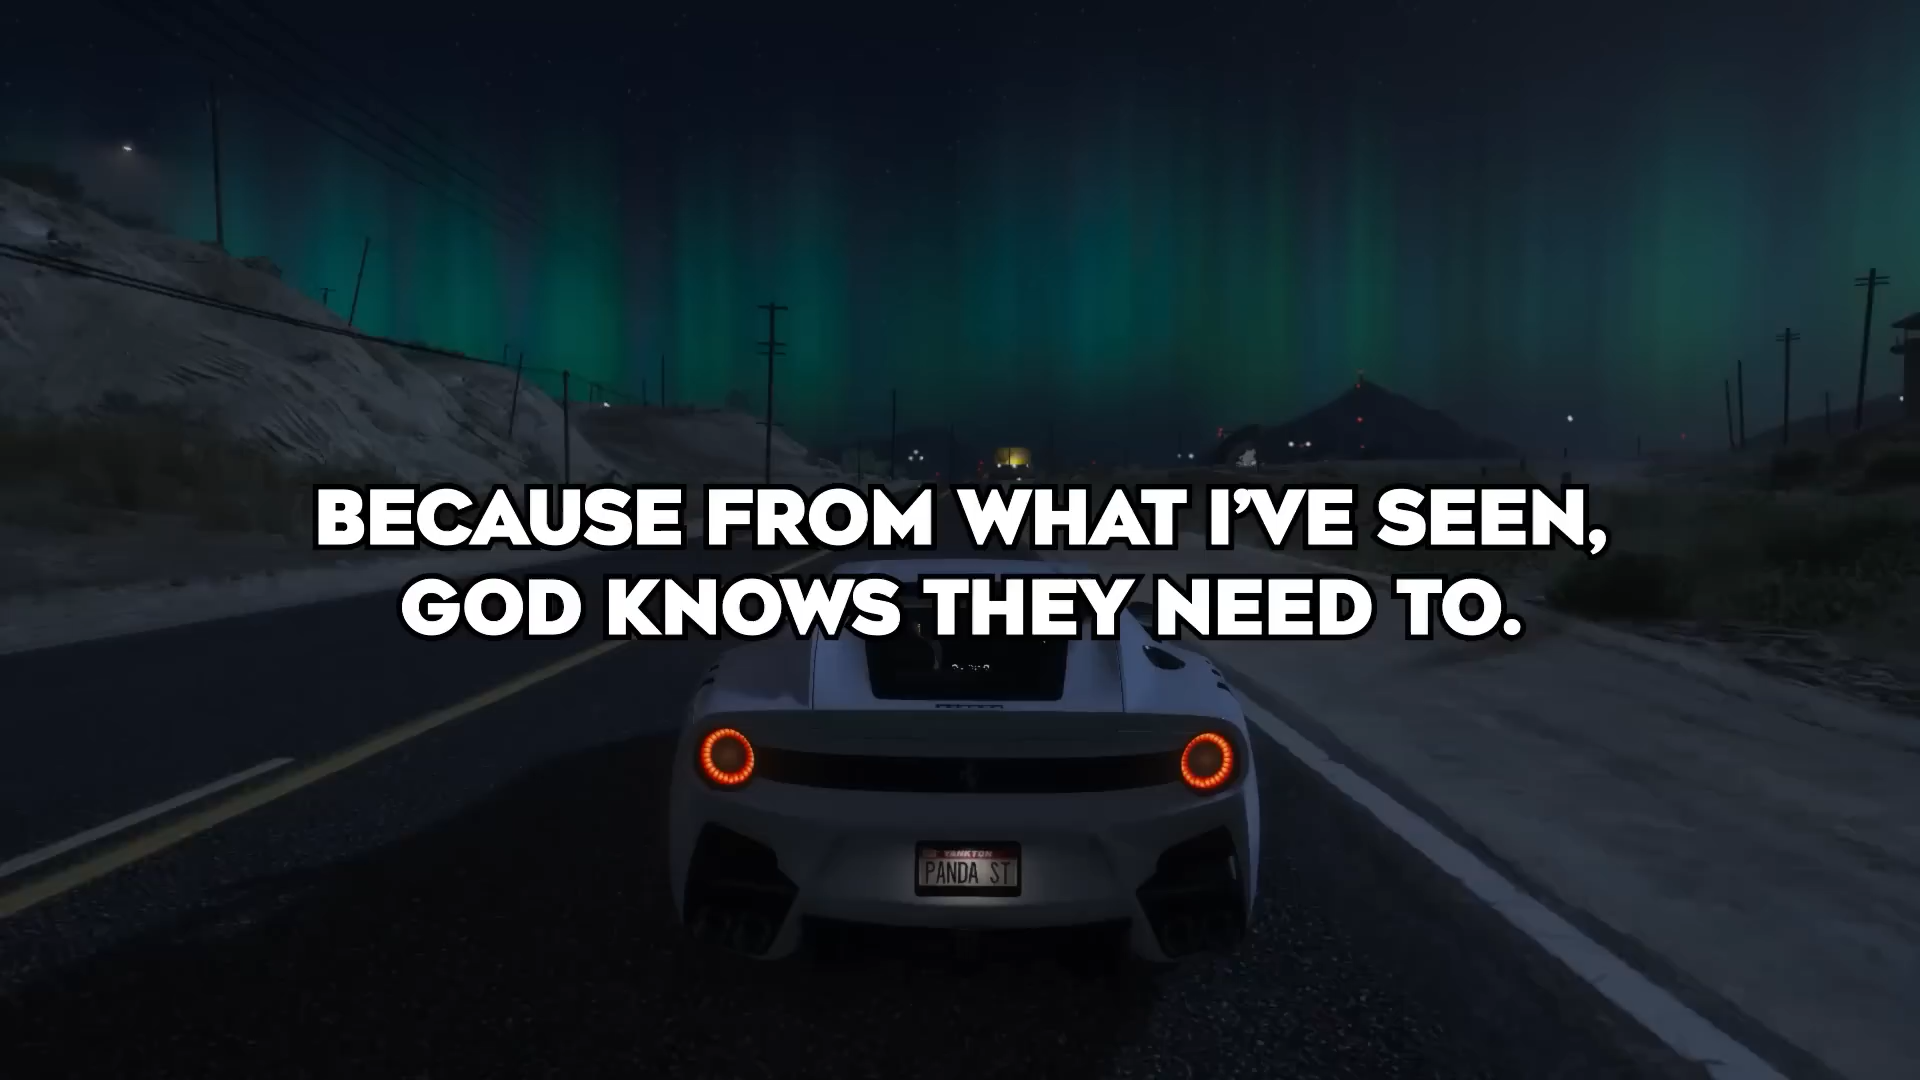 BECAUSE FROM WHAT I’VE SEEN,
GOD KNOWS THEY NEED TO.
YANKTON
PANDA ST